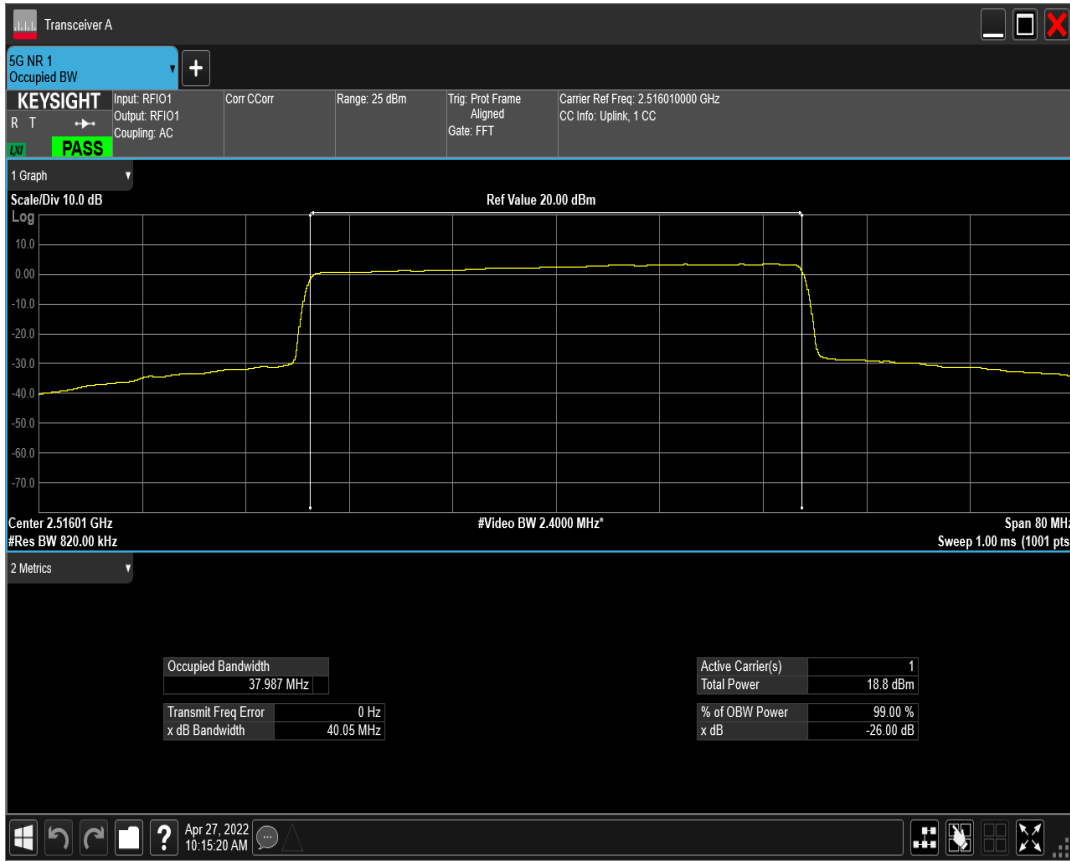 Transceiver A
5G NR 1
Occupied BW
+
KEYSIGHT
R T
LXI
PASS
Input: RFIO1
Output: RFIO1
Coupling: AC
Corr CCorr
Range: 25 dBm
Trig: Prot Frame
Aligned
Gate: FFT
Carrier Ref Freq: 2.516010000 GHz
CC Info: Uplink, 1 CC
1 Graph
Scale/Div 10.0 dB
Ref Value 20.00 dBm
Log
10.0
0.00
-10.0
-20.0
-30.0
-40.0
-50.0
-60.0
-70.0
Center 2.51601 GHz
#Video BW 2.4000 MHz*
Span 80 MHz
#Res BW 820.00 kHz
Sweep 1.00 ms (1001 pts
2 Metrics
Occupied Bandwidth
37.987 MHz
Transmit Freq Error 0 Hz
x dB Bandwidth 40.05 MHz
Active Carrier(s) 1
Total Power 18.8 dBm
% of OBW Power 99.00 %
x dB -26.00 dB
?
Apr 27, 2022
10:15:20 AM